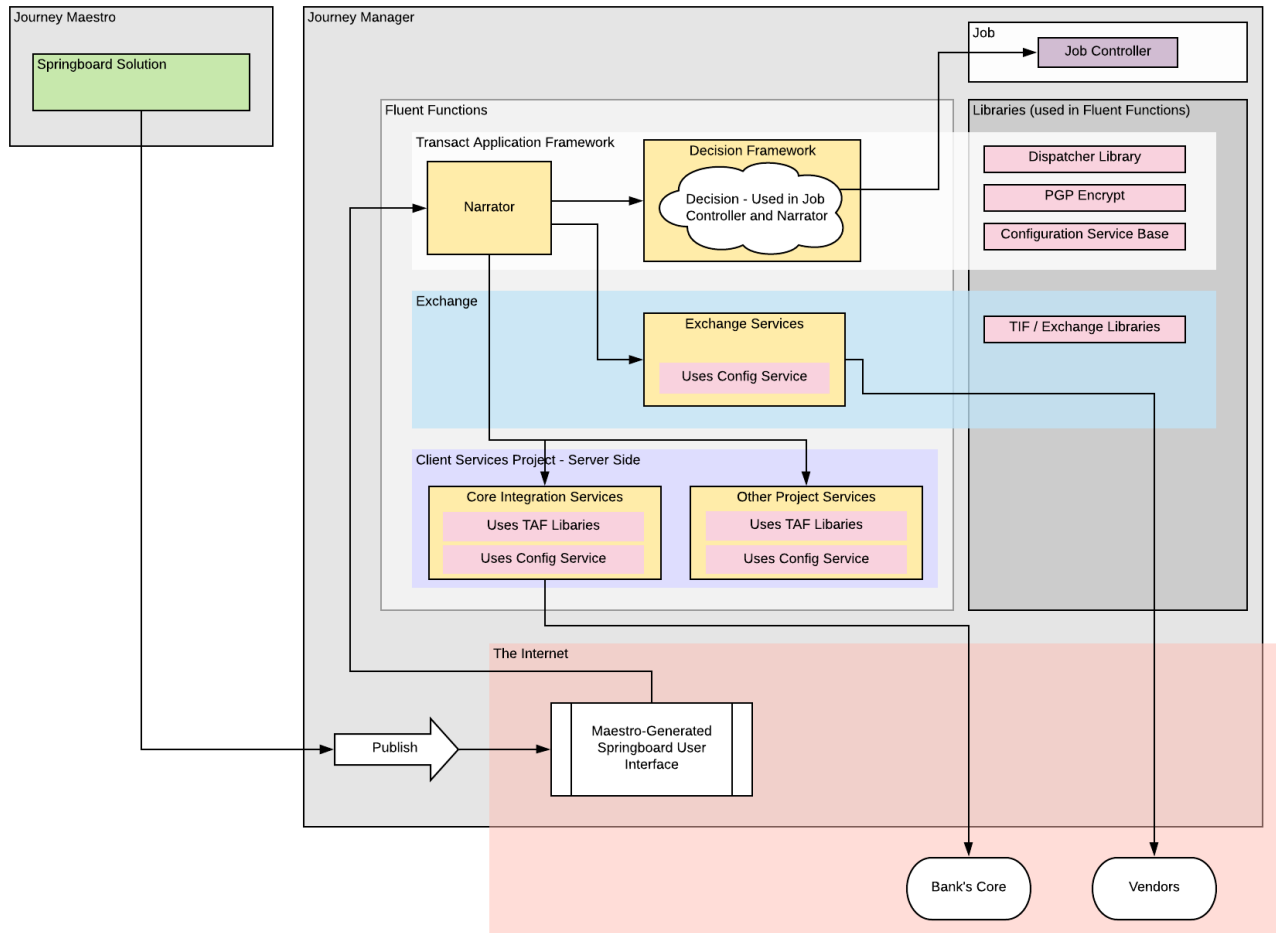 Journey Maestro
Springboard Solution
Journey Manager
Job
Job Controller
Fluent Functions
Libraries (used in Fluent Functions)
Transact Application Framework
Narrator
Decision Framework
Decision - Used in Job
Controller and Narrator
Dispatcher Library
PGP Encrypt
Configuration Service Base
Exchange
Exchange Services
Uses Config Service
TIF / Exchange Libraries
Client Services Project - Server Side
Core Integration Services
Uses TAF Libaries
Uses Config Service
Other Project Services
Uses TAF Libaries
Uses Config Service
The Internet
Publish
Maestro-Generated
Springboard User
Interface
Bank's Core
Vendors